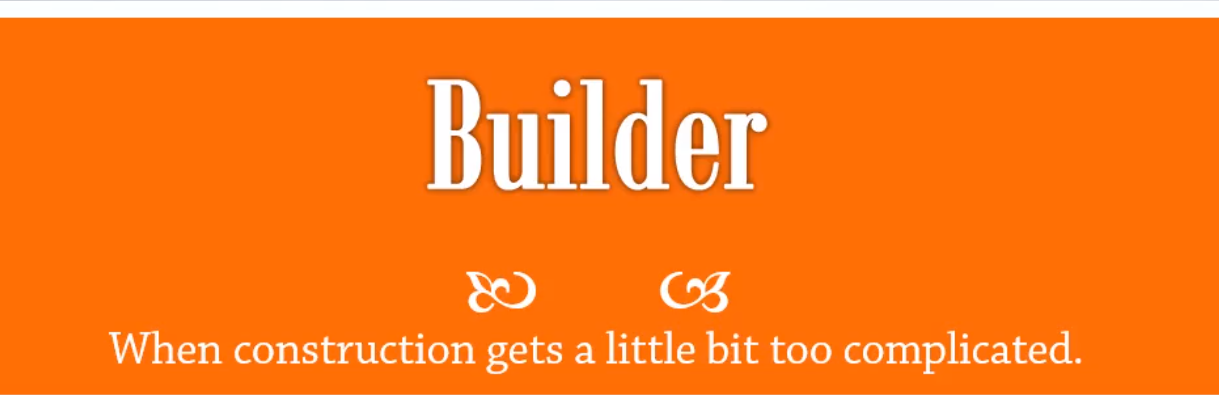 Builder
When construction gets a little bit too complicated.